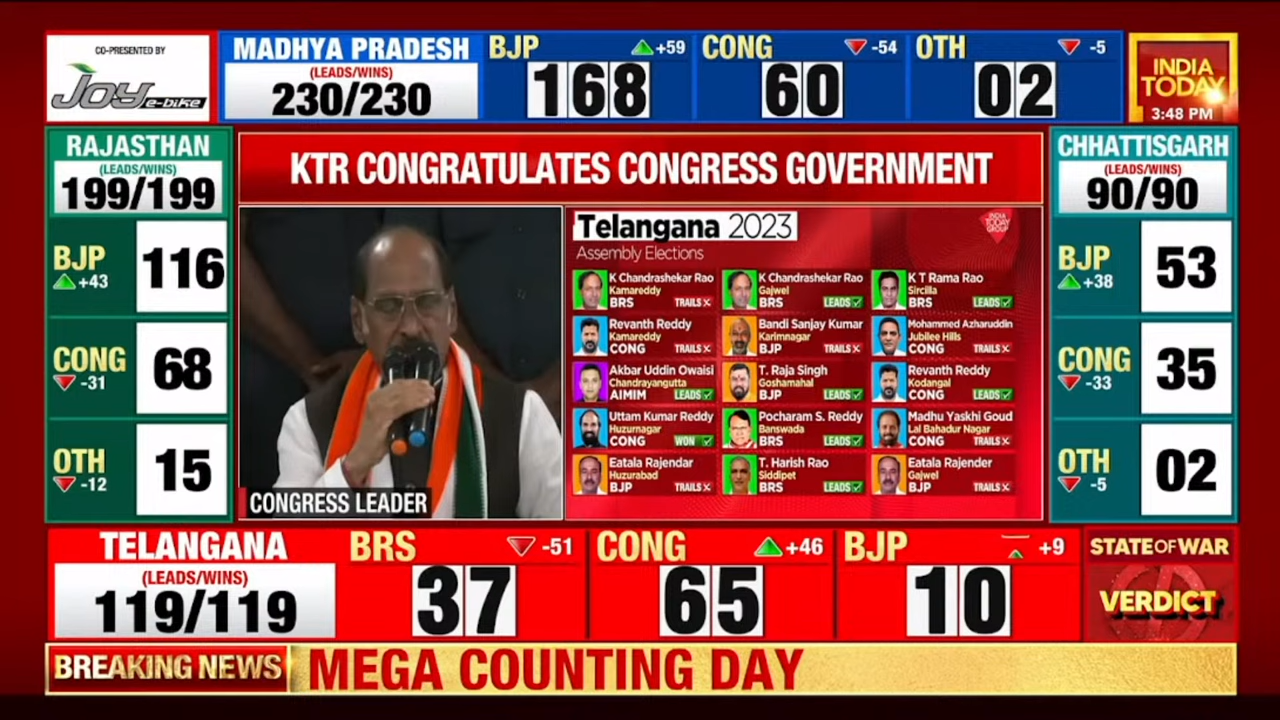 CO-PRESENTED BY
Joy e-bike
MADHYA PRADESH
(LEADS/WINS)
230/230
BJP +59
168
CONG -54
60
OTH -5
02
INDIA
TODAY
3:48 PM
RAJASTHAN
(LEADS/WINS)
199/199
BJP
+43
116
CONG
-31
68
OTH
-12
15
KTR CONGRATULATES CONGRESS GOVERNMENT
CONGRESS LEADER
Telangana 2023
Assembly Elections
INDIA
TODAY
GROUP
K Chandrashekar Rao
Kamareddy
BRS TRAILS
K Chandrashekar Rao
Gajwel
BRS LEADS
K T Rama Rao
Sircilla
BRS LEADS
Revanth Reddy
Kamareddy
CONG TRAILS
Bandi Sanjay Kumar
Karimnagar
BJP TRAILS
Mohammed Azharuddin
Jubilee Hills
CONG TRAILS
Akbar Uddin Owaisi
Chandrayangutta
AIMIM LEADS
T. Raja Singh
Goshamahal
BJP LEADS
Revanth Reddy
Kodangal
CONG LEADS
Uttam Kumar Reddy
Huzurnagar
CONG WON
Pocharam S. Reddy
Banswada
BRS LEADS
Madhu Yaskhi Goud
Lal Bahadur Nagar
CONG TRAILS
Eatala Rajendar
Huzurabad
BJP TRAILS
T. Harish Rao
Siddipet
BRS LEADS
Eatala Rajender
Gajwel
BJP TRAILS
CHHATTISGARH
(LEADS/WINS)
90/90
BJP
+38
53
CONG
-33
35
OTH
-5
02
TELANGANA
(LEADS/WINS)
119/119
BRS -51
37
CONG +46
65
BJP +9
10
STATE OF WAR
VERDICT
BREAKING NEWS
MEGA COUNTING DAY